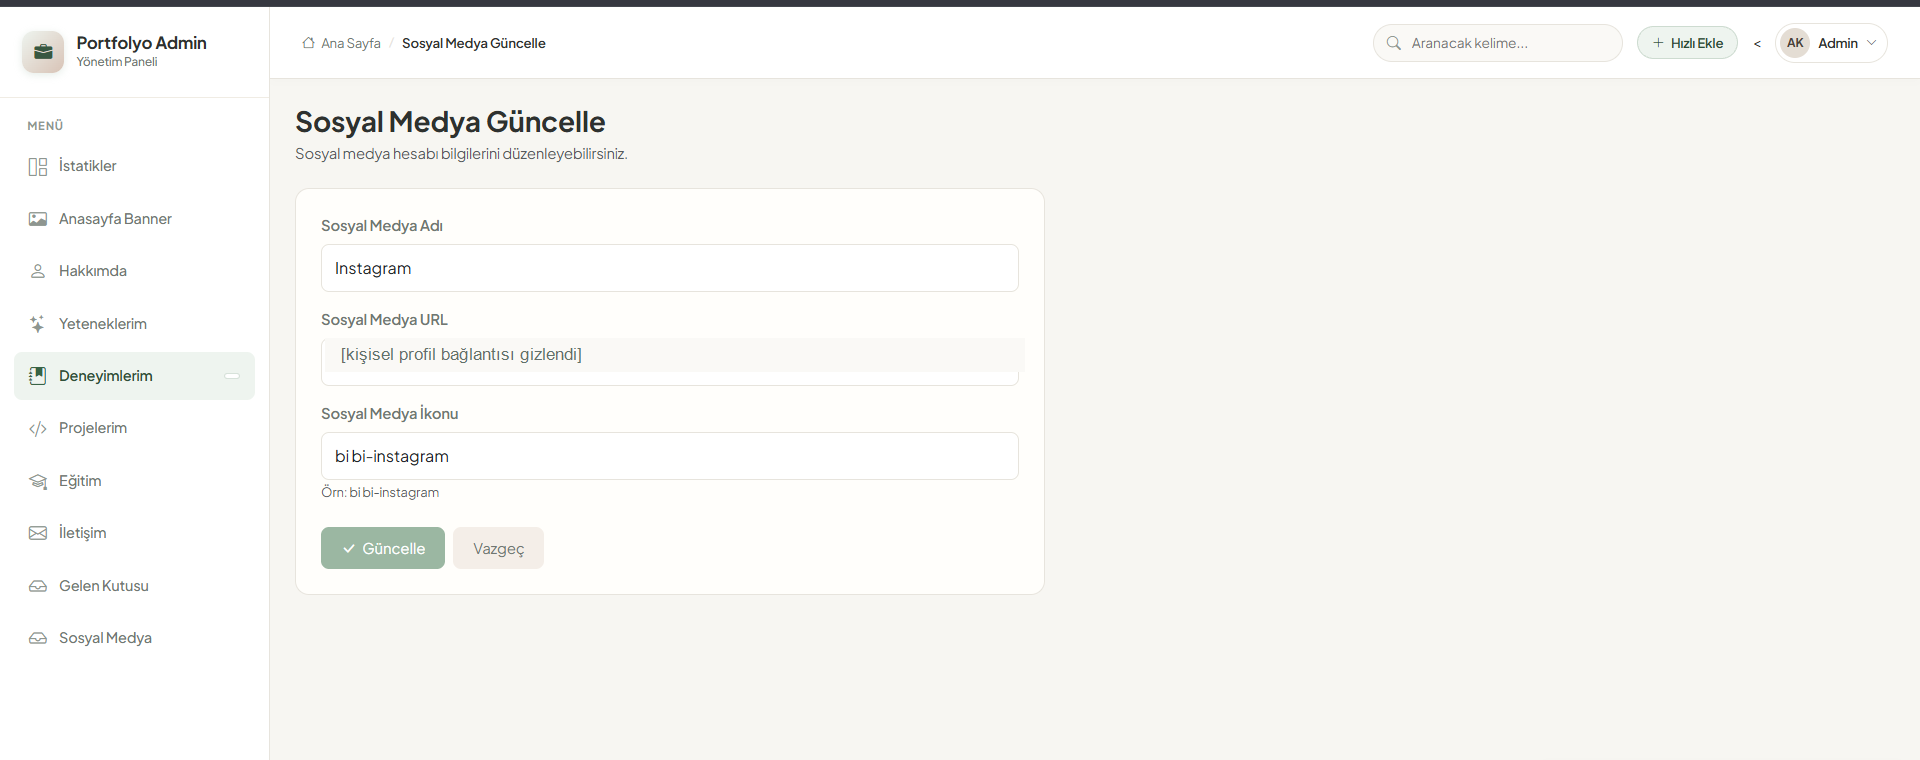 Portfolyo Admin
Yönetim Paneli
MENÜ
İstatikler
Anasayfa Banner
Hakkımda
Yeteneklerim
Deneyimlerim
Projelerim
Eğitim
İletişim
Gelen Kutusu
Sosyal Medya
Ana Sayfa / Sosyal Medya Güncelle
Aranacak kelime...
+ Hızlı Ekle
<
AK Admin
Sosyal Medya Güncelle
Sosyal medya hesabı bilgilerini düzenleyebilirsiniz.
Sosyal Medya Adı
Instagram
Sosyal Medya URL
[kişisel profil bağlantısı gizlendi]
Sosyal Medya İkonu
bi bi-instagram
Örn: bi bi-instagram
Güncelle
Vazgeç